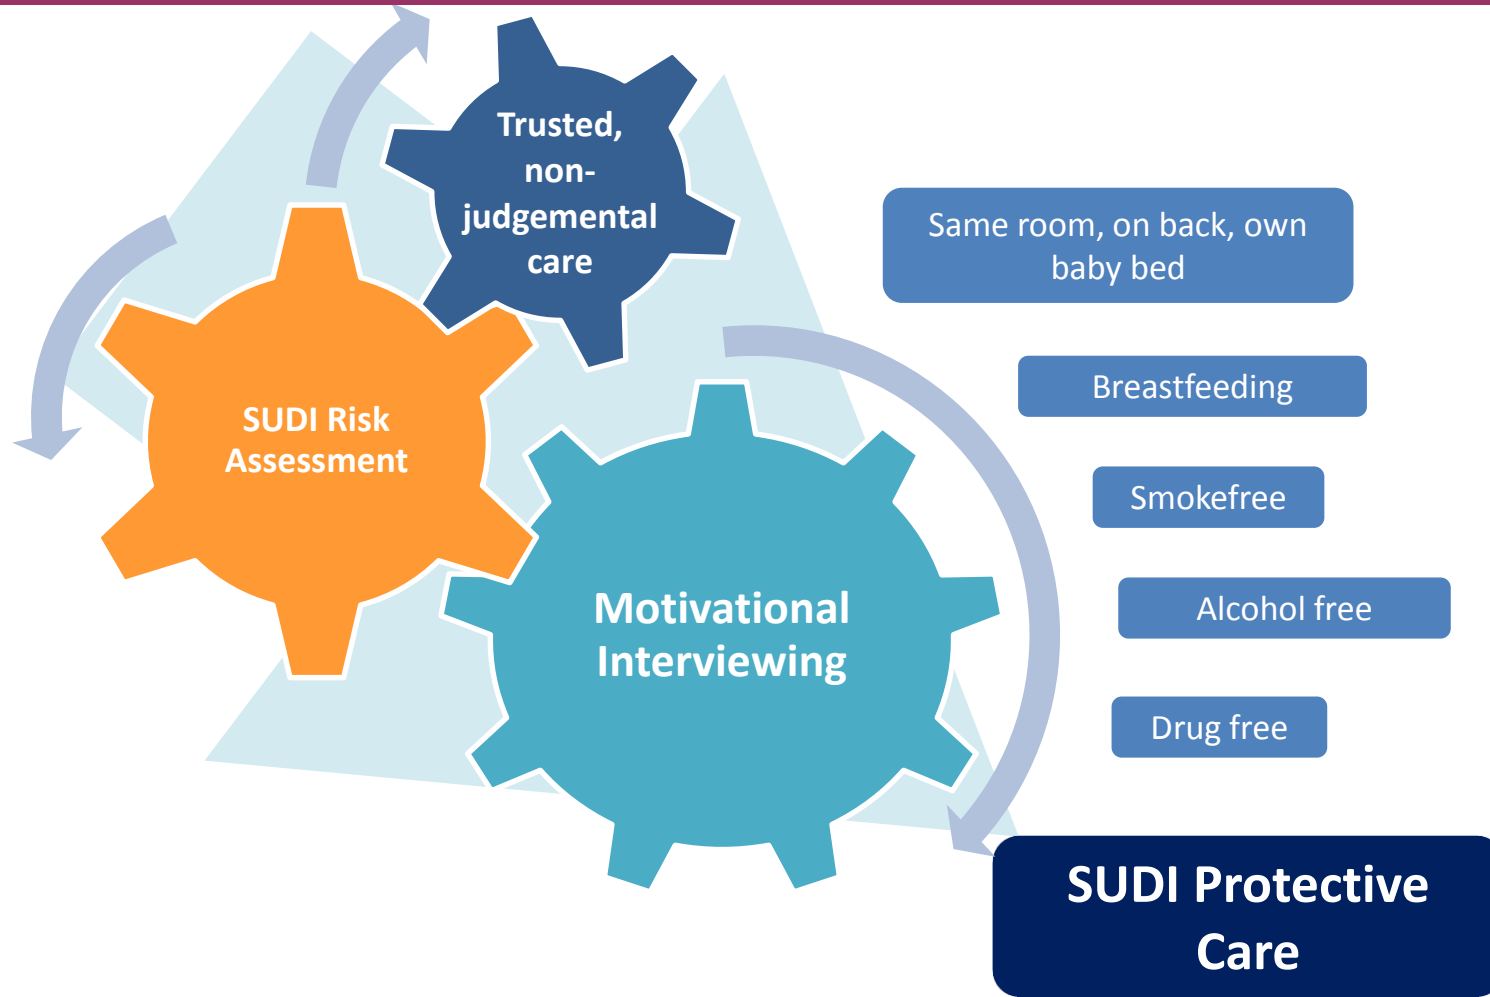 Trusted,
non-
judgemental
care
SUDI Risk
Assessment
Motivational
Interviewing
Same room, on back, own
baby bed
Breastfeeding
Smokefree
Alcohol free
Drug free
SUDI Protective
Care